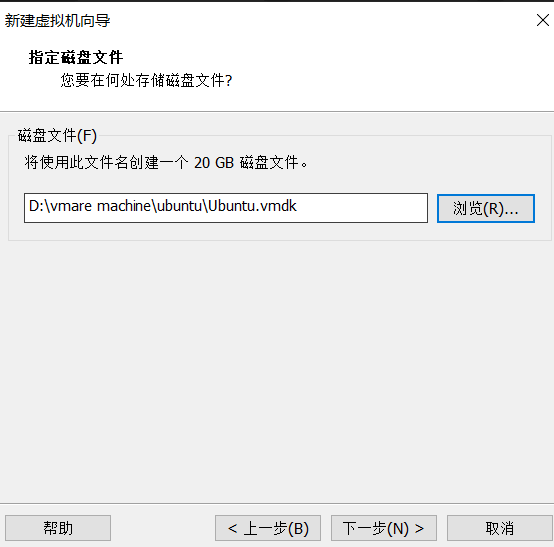 新建虚拟机向导
指定磁盘文件
您要在何处存储磁盘文件?
磁盘文件(F)
将使用此文件名创建一个 20 GB 磁盘文件。
D:\vmare machine\ubuntu\Ubuntu.vmdk
浏览(R)...
帮助
< 上一步(B)
下一步(N) >
取消